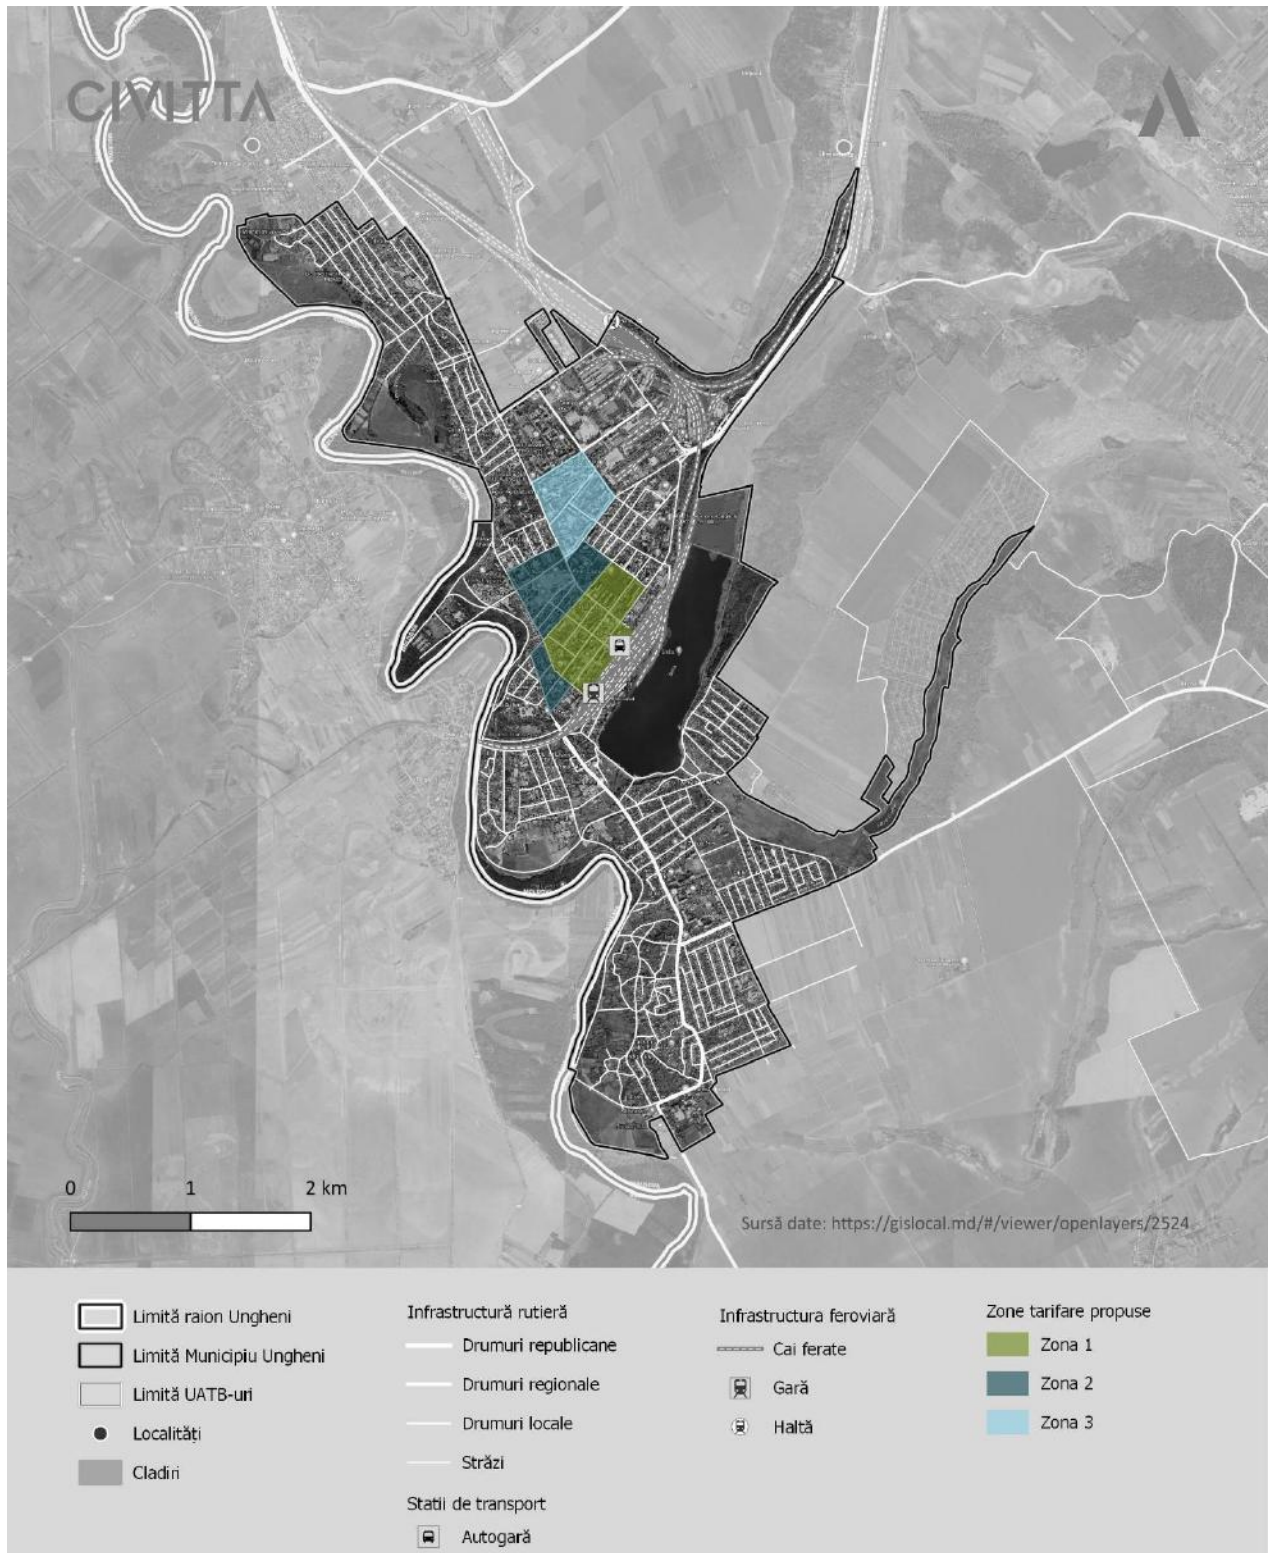 CIVITTA
0 1 2 km
Sursă date: https://gislocal.md/#/viewer/openlayers/2524
Limită raion Ungheni
Limită Municipiu Ungheni
Limită UATB-uri
Localități
Cladiri
Infrastructură rutieră
Drumuri republicane
Drumuri regionale
Drumuri locale
Străzi
Statii de transport
Autogară
Infrastructura feroviară
Cai ferate
Gară
Haltă
Zone tarifare propuse
Zona 1
Zona 2
Zona 3